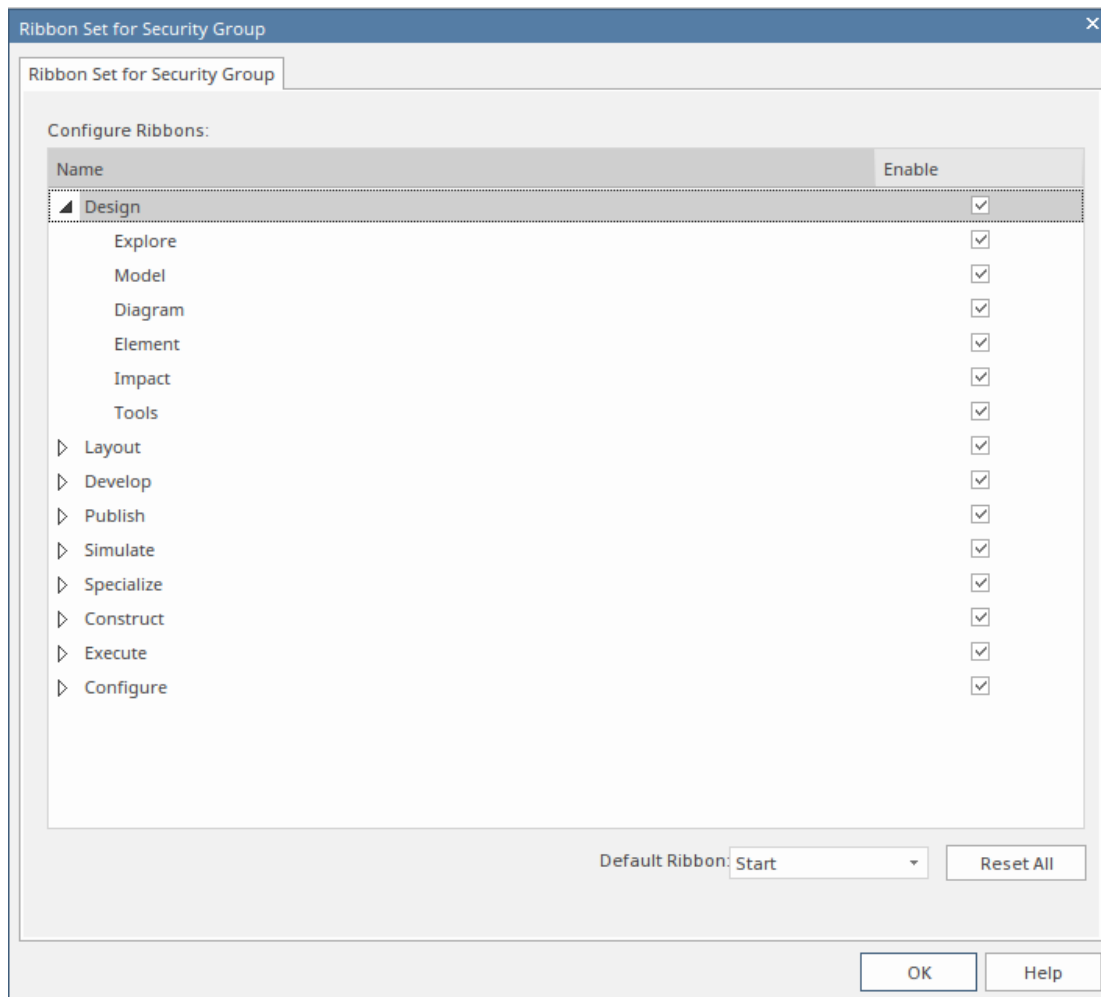 Ribbon Set for Security Group
Ribbon Set for Security Group
Configure Ribbons:
Name Enable
Design
Explore
Model
Diagram
Element
Impact
Tools
Layout
Develop
Publish
Simulate
Specialize
Construct
Execute
Configure
Default Ribbon: Start Reset All
OK Help